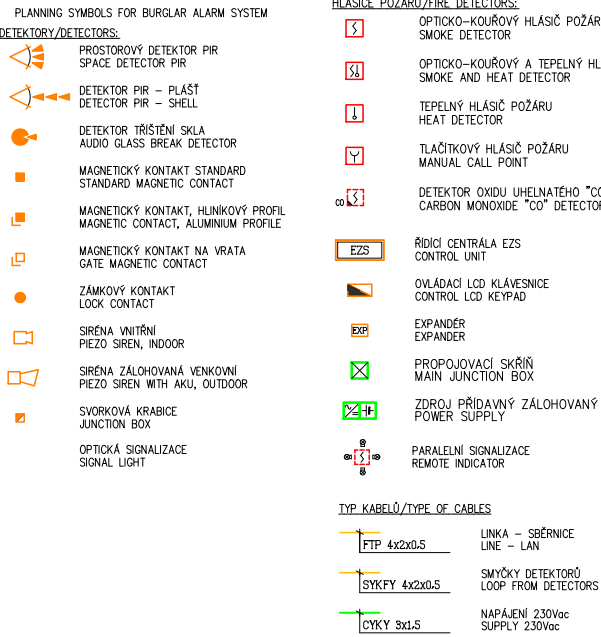 PLANNING SYMBOLS FOR BURGLAR ALARM SYSTEM
DETEKTORY/DETECTORS:
PROSTOROVÝ DETEKTOR PIR
SPACE DETECTOR PIR
DETEKTOR PIR – PLÁŠŤ
DETECTOR PIR – SHELL
DETEKTOR TŘÍŠTĚNÍ SKLA
AUDIO GLASS BREAK DETECTOR
MAGNETICKÝ KONTAKT STANDARD
STANDARD MAGNETIC CONTACT
MAGNETICKÝ KONTAKT, HLINÍKOVÝ PROFIL
MAGNETIC CONTACT, ALUMINIUM PROFILE
MAGNETICKÝ KONTAKT NA VRATA
GATE MAGNETIC CONTACT
ZÁMKOVÝ KONTAKT
LOCK CONTACT
SIRÉNA VNITŘNÍ
PIEZO SIREN, INDOOR
SIRÉNA ZÁLOHOVANÁ VENKOVNÍ
PIEZO SIREN WITH AKU, OUTDOOR
SVORKOVÁ KRABICE
JUNCTION BOX
OPTICKÁ SIGNALIZACE
SIGNAL LIGHT
HLÁSIČE POŽÁRU/FIRE DETECTORS:
OPTICKO–KOUŘOVÝ HLÁSIČ POŽÁR
SMOKE DETECTOR
OPTICKO–KOUŘOVÝ A TEPELNÝ HL
SMOKE AND HEAT DETECTOR
TEPELNÝ HLÁSIČ POŽÁRU
HEAT DETECTOR
TLAČÍTKOVÝ HLÁSIČ POŽÁRU
MANUAL CALL POINT
CO
DETEKTOR OXIDU UHELNATÉHO "CO
CARBON MONOXIDE "CO" DETECTOR
EZS
ŘÍDÍCÍ CENTRÁLA EZS
CONTROL UNIT
OVLÁDACÍ LCD KLÁVESNICE
CONTROL LCD KEYPAD
EXP
EXPANDÉR
EXPANDER
PROPOJOVACÍ SKŘÍŇ
MAIN JUNCTION BOX
ZDROJ PŘÍDAVNÝ ZÁLOHOVANÝ
POWER SUPPLY
PARALELNÍ SIGNALIZACE
REMOTE INDICATOR
TYP KABELŮ/TYPE OF CABLES
FTP 4x2x0,5
LINKA – SBĚRNICE
LINE – LAN
SYKFY 4x2x0,5
SMYČKY DETEKTORŮ
LOOP FROM DETECTORS
CYKY 3x1,5
NAPÁJENÍ 230Vac
SUPPLY 230Vac